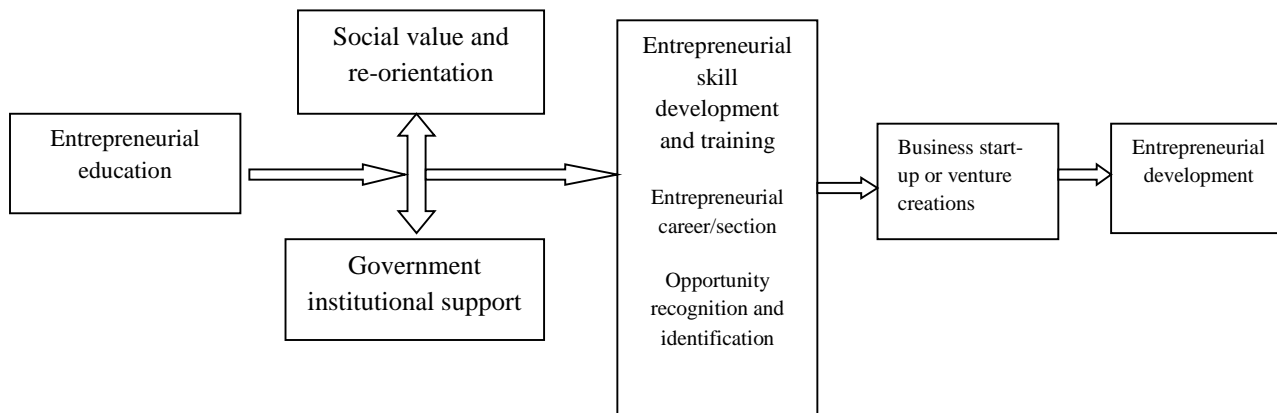 Entrepreneurial
education
Social value and
re-orientation
Government
institutional support
Entrepreneurial
skill
development
and training
Entrepreneurial
career/section
Opportunity
recognition and
identification
Business start-
up or venture
creations
Entrepreneurial
development